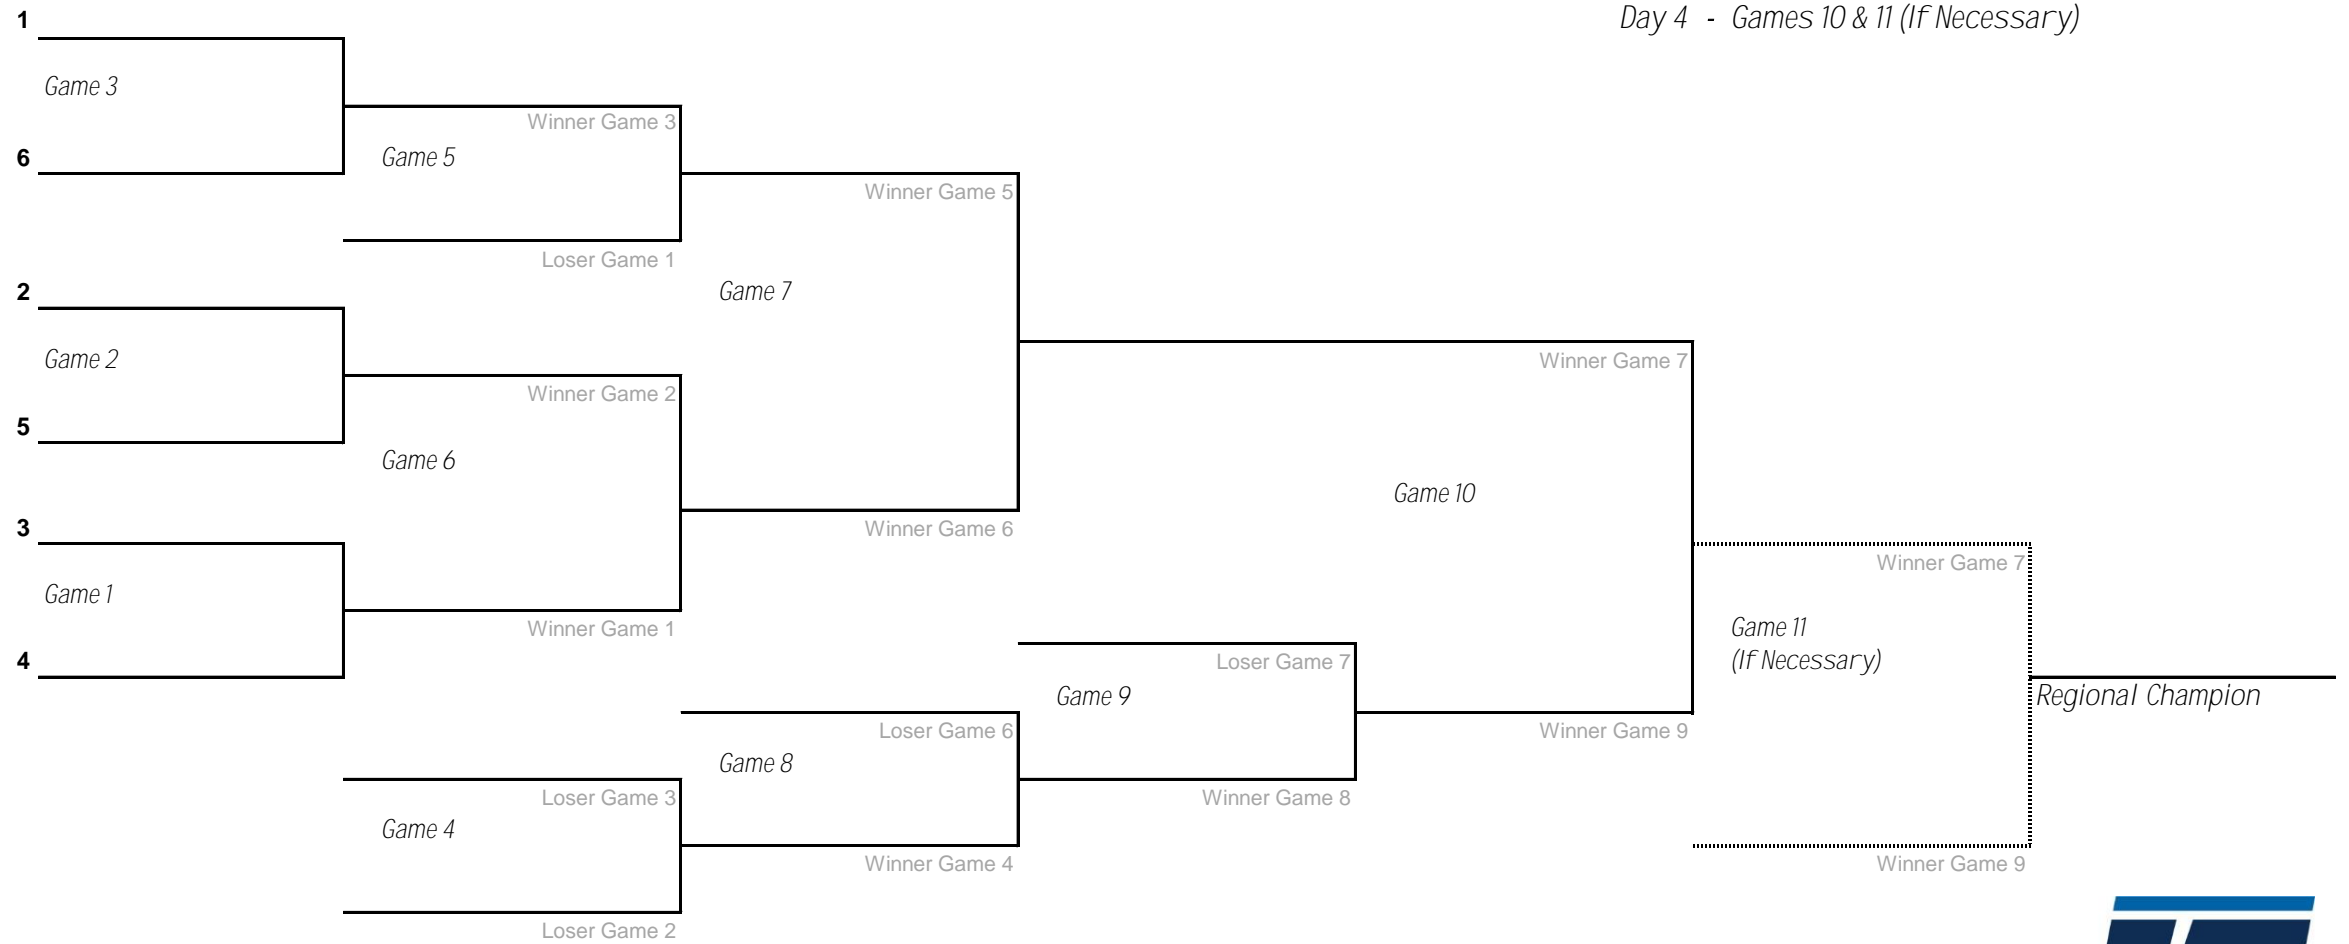 1
Day 4 - Games 10 & 11 (If Necessary)
Game 3
Winner Game 3
6
Game 5
Winner Game 5
Loser Game 1
2
Game 7
Game 2
Winner Game 7
Winner Game 2
5
Game 6
Game 10
3
Winner Game 6
Winner Game 7
Game 1
Winner Game 1
Game 11
(If Necessary)
4
Loser Game 7
Game 9
Regional Champion
Loser Game 6
Winner Game 9
Game 8
Loser Game 3
Winner Game 8
Game 4
Winner Game 4
Winner Game 9
Loser Game 2